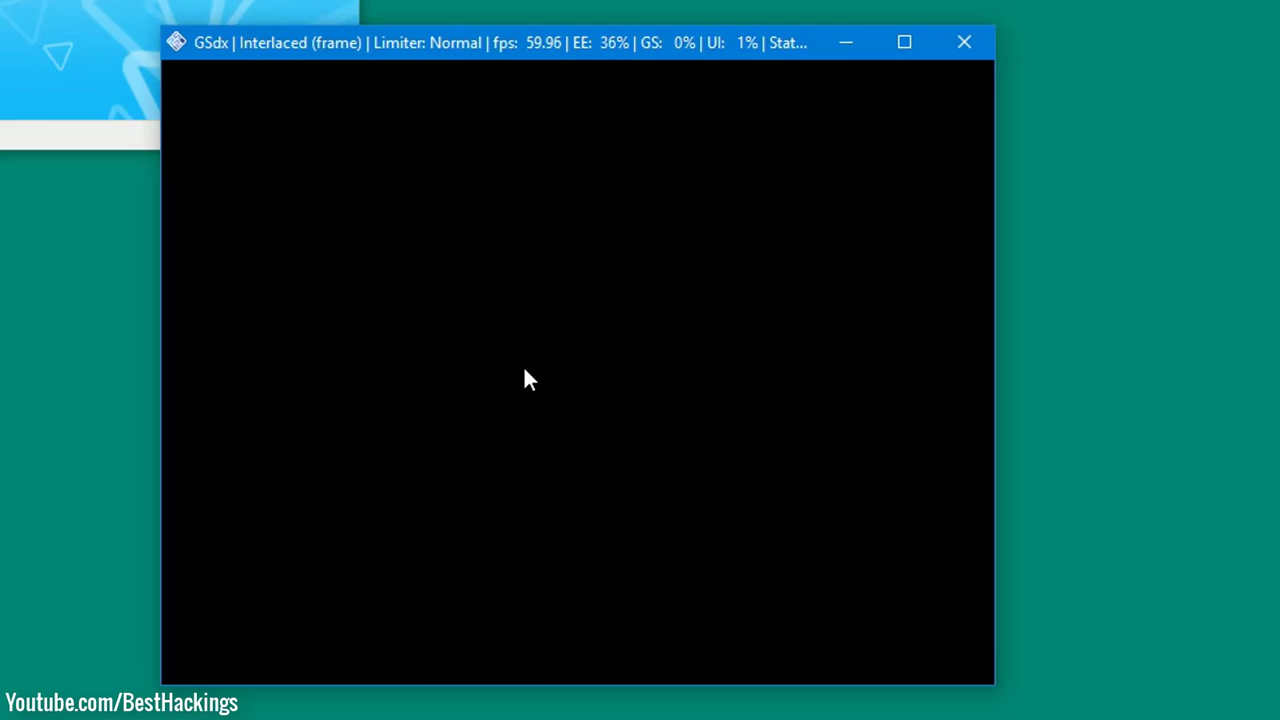 GSdx | Interlaced (frame) | Limiter: Normal | fps: 59.96 | EE: 36% | GS: 0% | UI: 1% | Stat...
Youtube.com/BestHackings